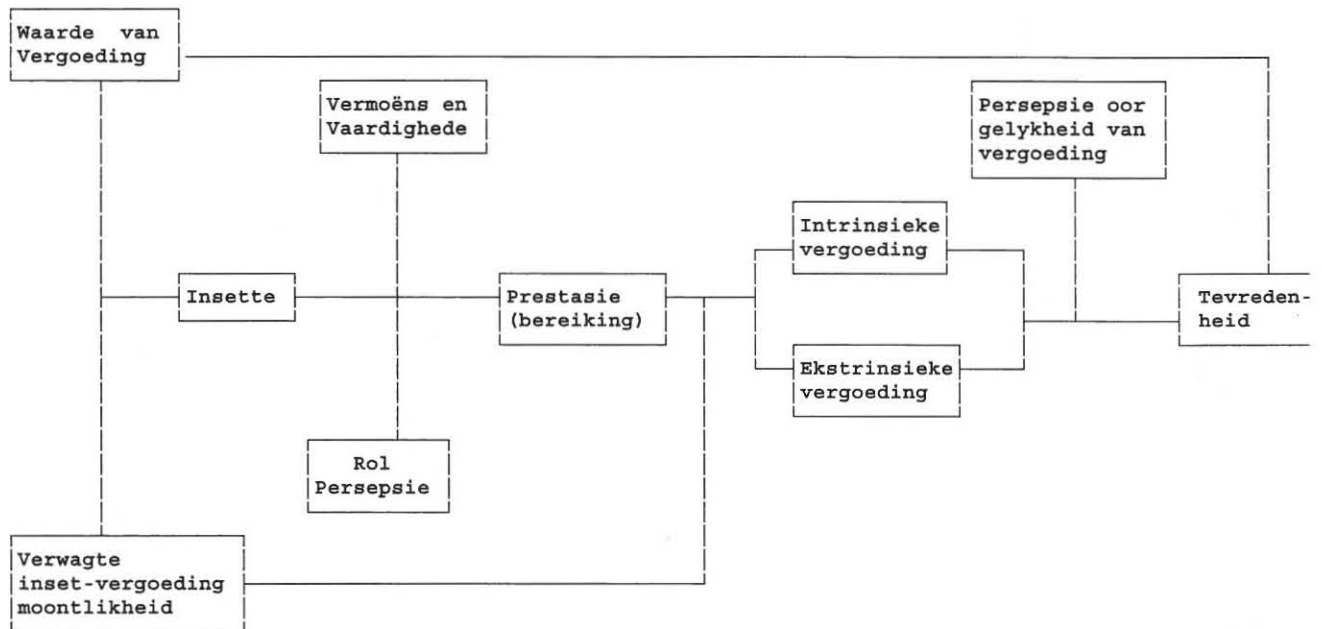 Waarde van
Vergoeding
Vermoëns en
Vaardighede
Persepsie oor
gelykheid van
vergoeding
Intrinsieke
vergoeding
Insette
Prestasie
(bereiking)
Tevreden-
heid
Ekstrinsieke
vergoeding
Rol
Persepsie
Verwagte
inset-vergoeding
moontlikheid